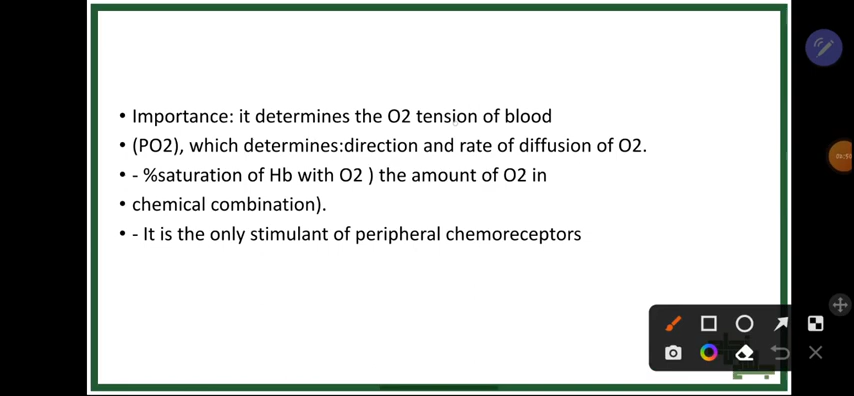 • Importance: it determines the O2 tension of blood
• (PO2), which determines:direction and rate of diffusion of O2.
• - %saturation of Hb with O2 ) the amount of O2 in
• chemical combination).
• - It is the only stimulant of peripheral chemoreceptors